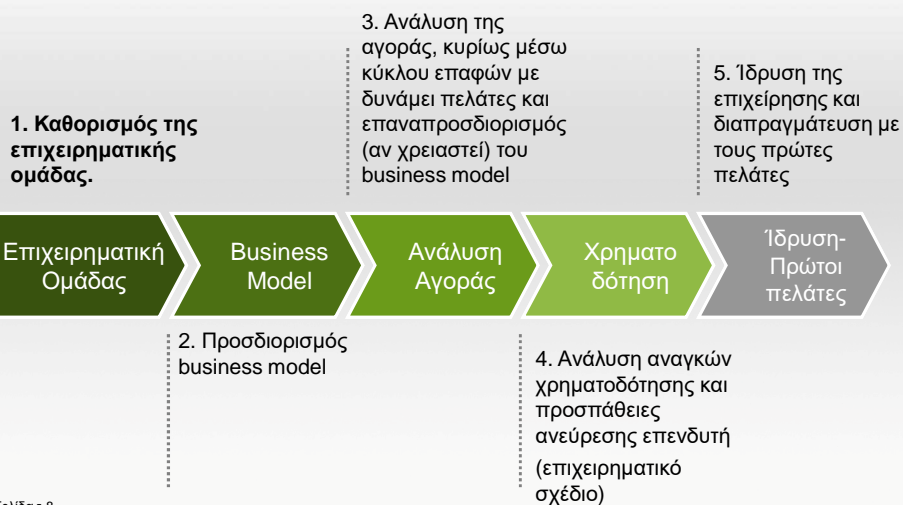 3. Ανάλυση της
αγοράς, κυρίως μέσω
κύκλου επαφών με
δυνάμει πελάτες και
επαναπροσδιορισμός
(αν χρειαστεί) του
business model
5. Ίδρυση της
επιχείρησης και
διαπραγμάτευση με
τους πρώτες
πελάτες
1. Καθορισμός της
επιχειρηματικής
ομάδας.
Επιχειρηματική
Ομάδας
Business
Model
Ανάλυση
Αγοράς
Χρηματο
δότηση
Ίδρυση-
Πρώτοι
πελάτες
2. Προσδιορισμός
business model
4. Ανάλυση αναγκών
χρηματοδότησης και
προσπάθειες
ανεύρεσης επενδυτή
(επιχειρηματικό
σχέδιο)